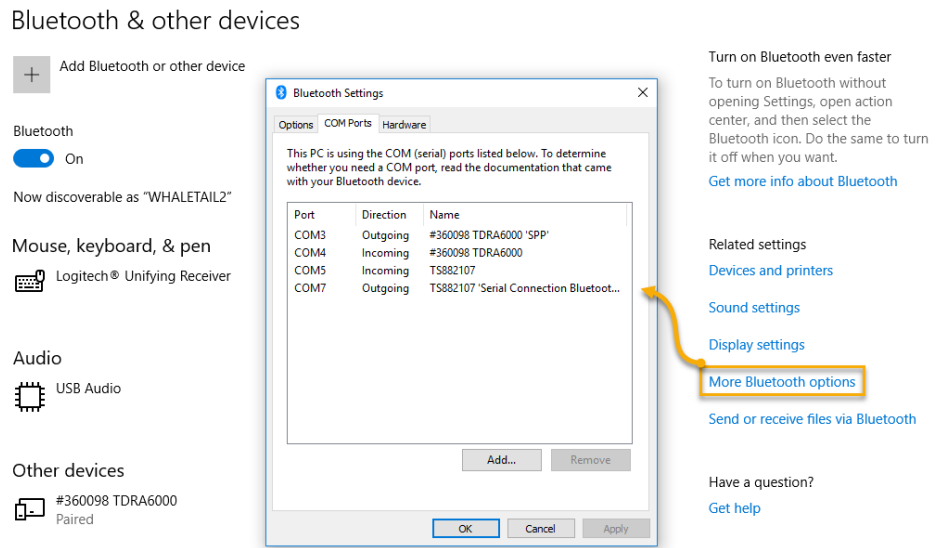 Bluetooth & other devices
Add Bluetooth or other device
Bluetooth
On
Now discoverable as “WHALETAIL2”
Mouse, keyboard, & pen
Logitech® Unifying Receiver
Audio
USB Audio
Other devices
#360098 TDRA6000
Paired
Bluetooth Settings
Options COM Ports Hardware
This PC is using the COM (serial) ports listed below. To determine
whether you need a COM port, read the documentation that came
with your Bluetooth device.
Port Direction Name
COM3 Outgoing #360098 TDRA6000 'SPP'
COM4 Incoming #360098 TDRA6000
COM5 Incoming TS882107
COM7 Outgoing TS882107 'Serial Connection Bluetoot...
Add... Remove
OK Cancel Apply
Turn on Bluetooth even faster
To turn on Bluetooth without
opening Settings, open action
center, and then select the
Bluetooth icon. Do the same to turn
it off when you want.
Get more info about Bluetooth
Related settings
Devices and printers
Sound settings
Display settings
More Bluetooth options
Send or receive files via Bluetooth
Have a question?
Get help